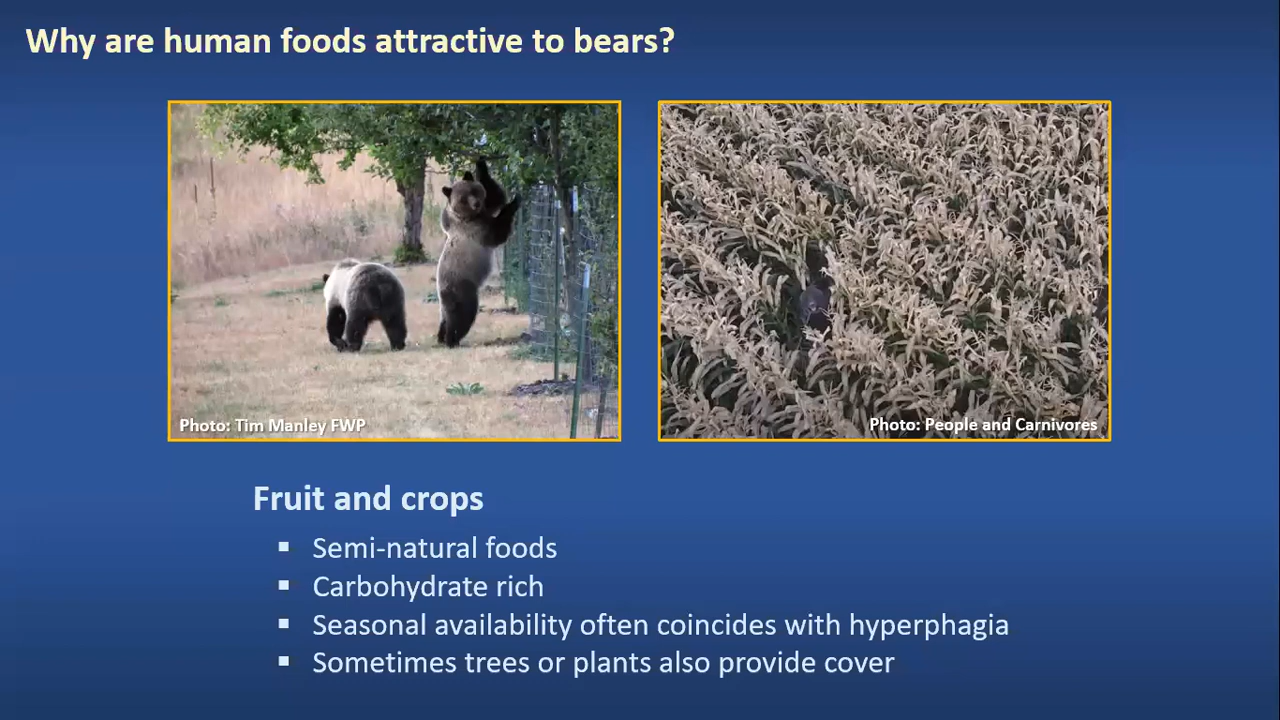 Why are human foods attractive to bears?
Photo: Tim Manley FWP
Photo: People and Carnivores
Fruit and crops
Semi-natural foods
Carbohydrate rich
Seasonal availability often coincides with hyperphagia
Sometimes trees or plants also provide cover